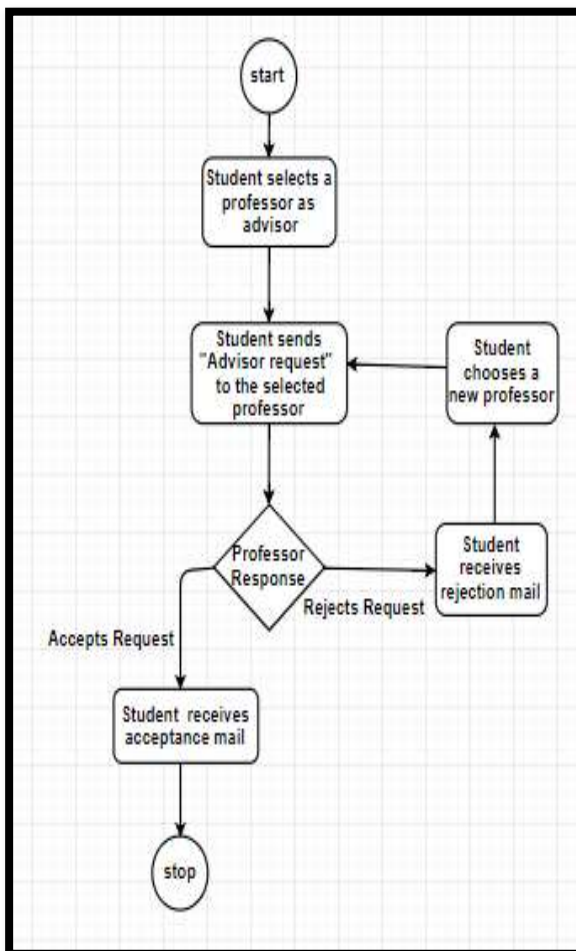 start
Student selects a
professor as
advisor
Student sends
"Advisor request"
to the selected
professor
Student
chooses a
new professor
Professor
Response
Student
receives
rejection mail
Rejects Request
Accepts Request
Student receives
acceptance mail
stop